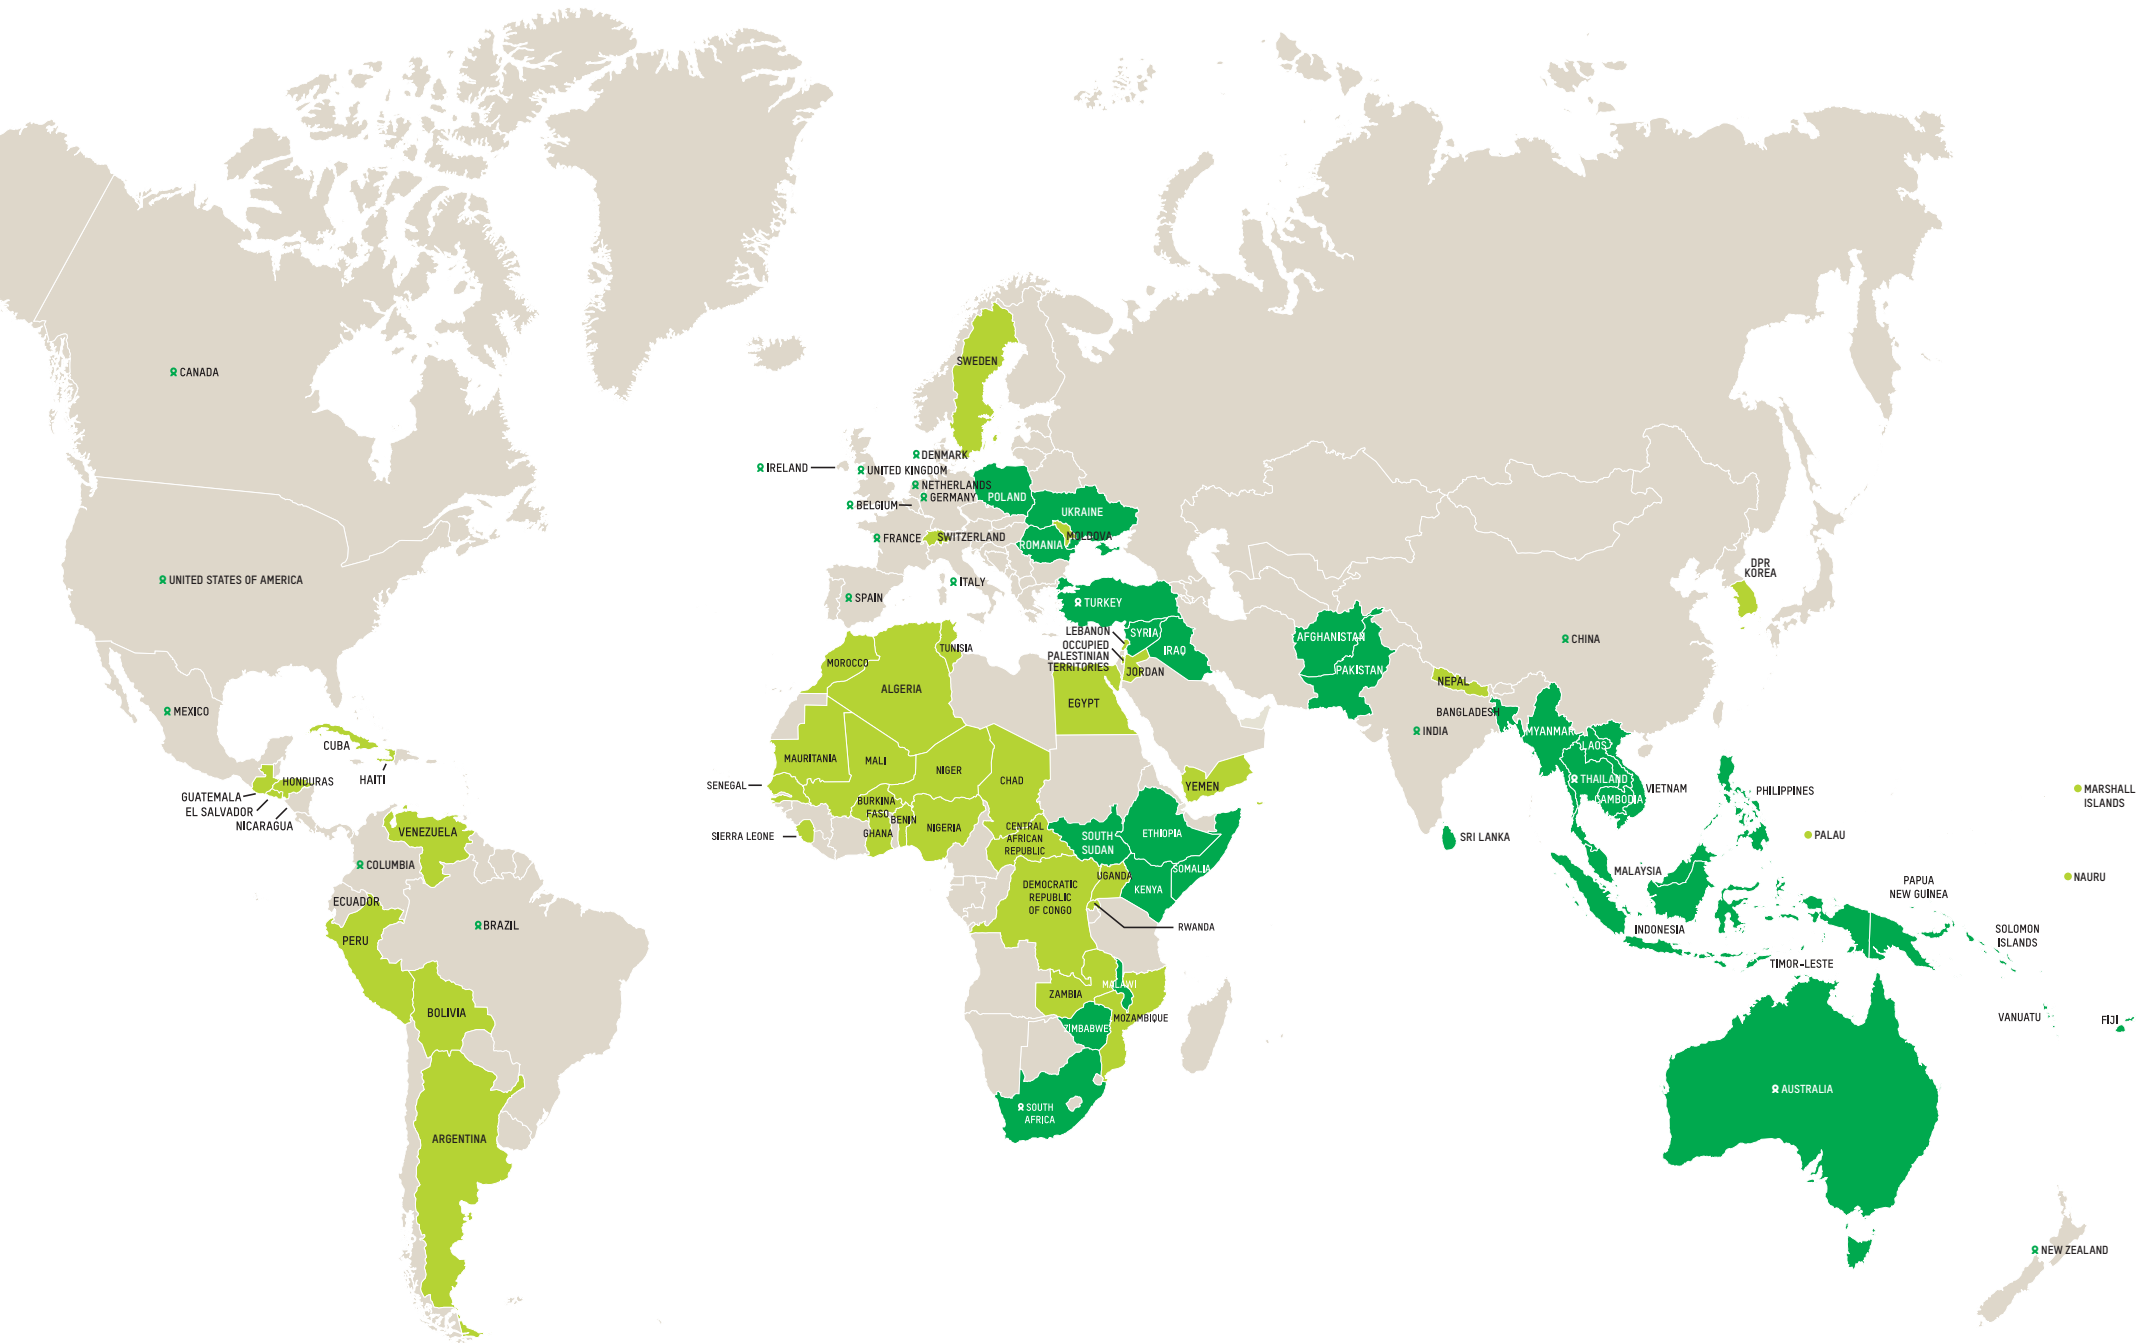 SWEDEN
CANADA
DENMARK
IRELAND
UNITED KINGDOM
NETHERLANDS
GERMANY
POLAND
BELGIUM
UKRAINE
FRANCE
SWITZERLAND
MOLDOVA
ROMANIA
DPR
KOREA
UNITED STATES OF AMERICA
ITALY
SPAIN
TURKEY
LEBANON
SYRIA
AFGHANISTAN
CHINA
OCCUPIED
PALESTINIAN
TERRITORIES
IRAQ
TUNISIA
MOROCCO
JORDAN
PAKISTAN
NEPAL
ALGERIA
EGYPT
MEXICO
BANGLADESH
INDIA
MYANMAR
CUBA
LAOS
MAURITANIA
MALI
NIGER
CHAD
HAITI
HONDURAS
SENEGAL
YEMEN
THAILAND
VIETNAM
PHILIPPINES
MARSHALL
ISLANDS
GUATEMALA
EL SALVADOR
NICARAGUA
BURKINA
FASO
BENIN
CAMBODIA
VENEZUELA
SIERRA LEONE
GHANA
NIGERIA
CENTRAL
AFRICAN
REPUBLIC
SOUTH
SUDAN
ETHIOPIA
SRI LANKA
PALAU
COLUMBIA
SOMALIA
MALAYSIA
UGANDA
NAURU
DEMOCRATIC
REPUBLIC
OF CONGO
KENYA
PAPUA
NEW GUINEA
ECUADOR
BRAZIL
RWANDA
INDONESIA
SOLOMON
ISLANDS
PERU
TIMOR-LESTE
MALAWI
ZAMBIA
BOLIVIA
MOZAMBIQUE
VANUATU
FIJI
ZIMBABWE
AUSTRALIA
SOUTH
AFRICA
ARGENTINA
NEW ZEALAND